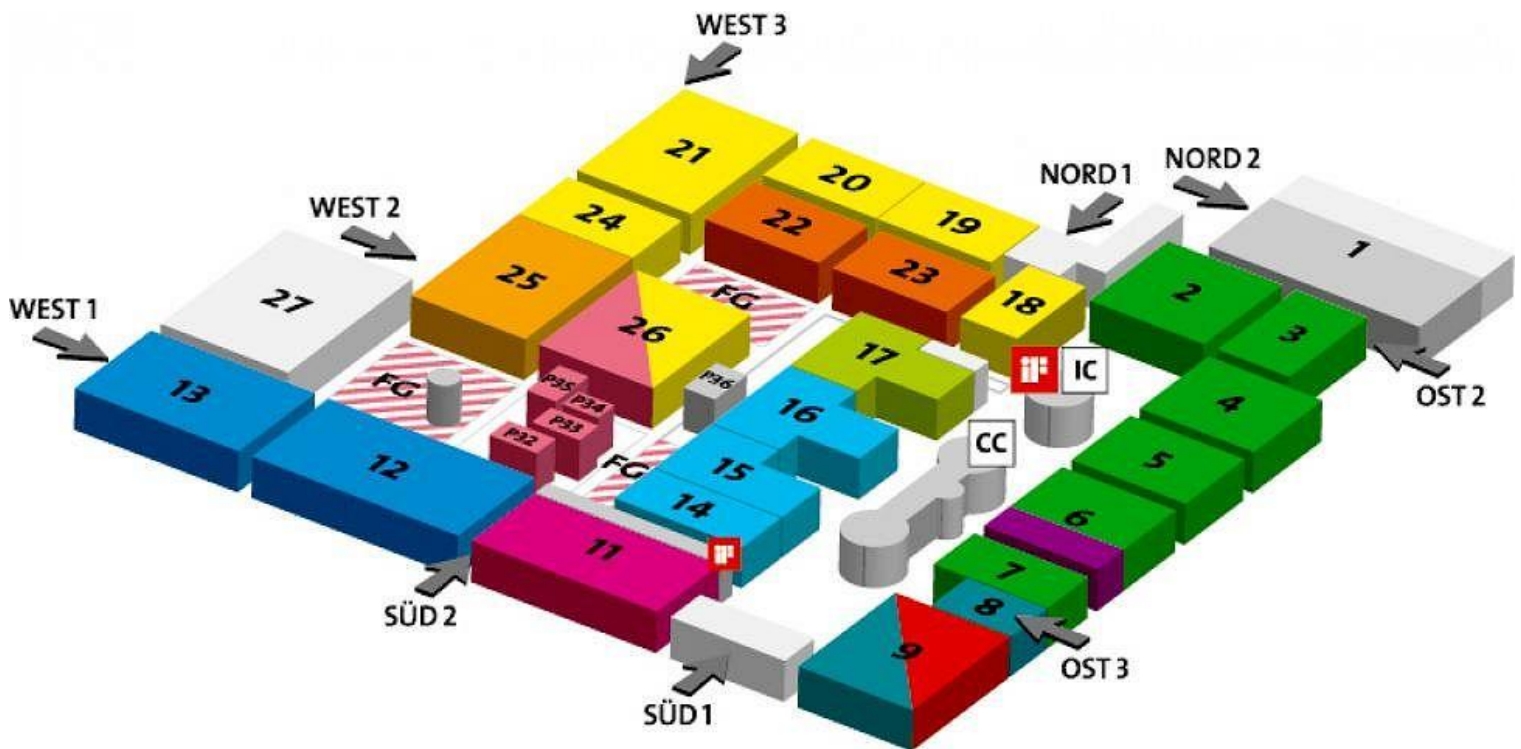 WEST 3
21
20
19
NORD 1
NORD 2
1
WEST 2
24
22
23
18
2
3
OST 2
25
FG
27
26
17
iF
IC
4
WEST 1
13
FG
P35
P34
P33
P32
P36
16
CC
5
12
FG
15
14
6
11
iF
7
8
SÜD 2
9
OST 3
SÜD 1